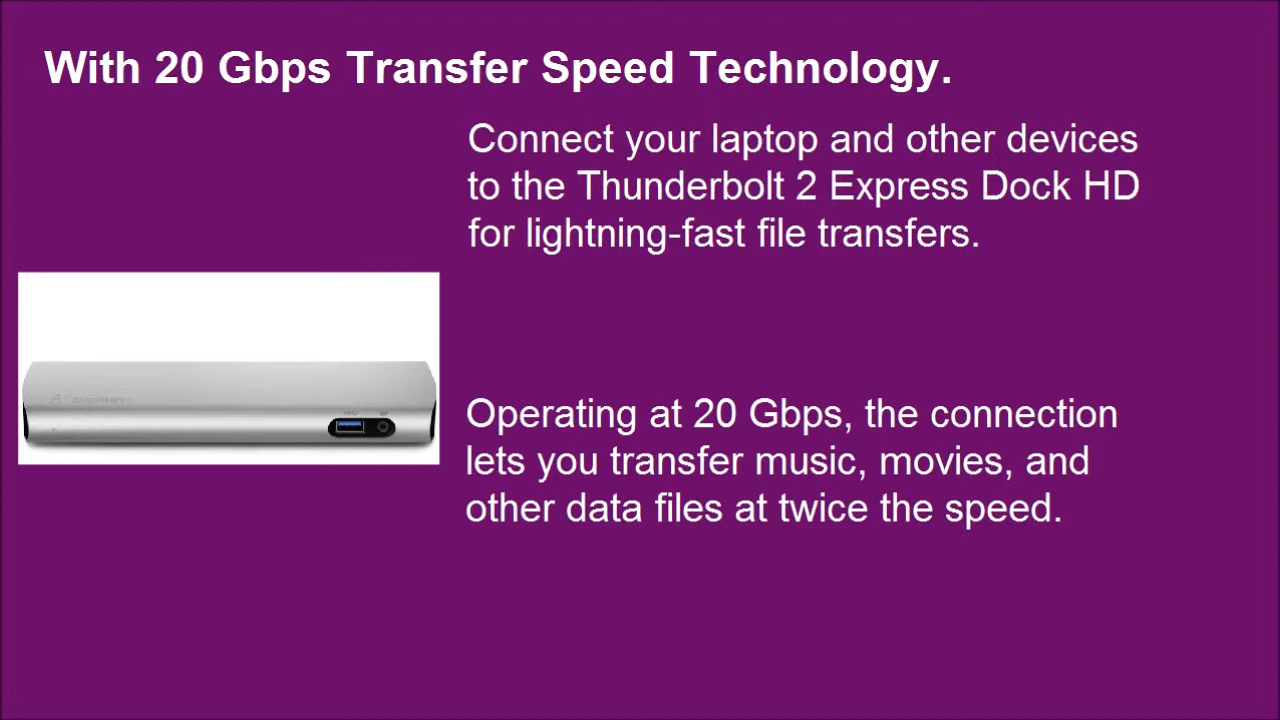 With 20 Gbps Transfer Speed Technology.
Connect your laptop and other devices
to the Thunderbolt 2 Express Dock HD
for lightning-fast file transfers.
Operating at 20 Gbps, the connection
lets you transfer music, movies, and
other data files at twice the speed.